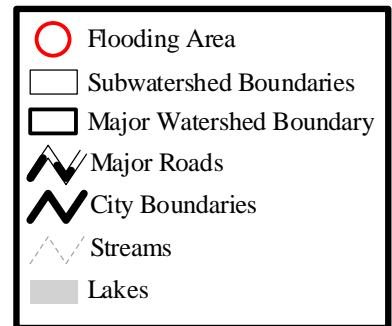 Flooding Area
Subwatershed Boundaries
Major Watershed Boundary
Major Roads
City Boundaries
Streams
Lakes